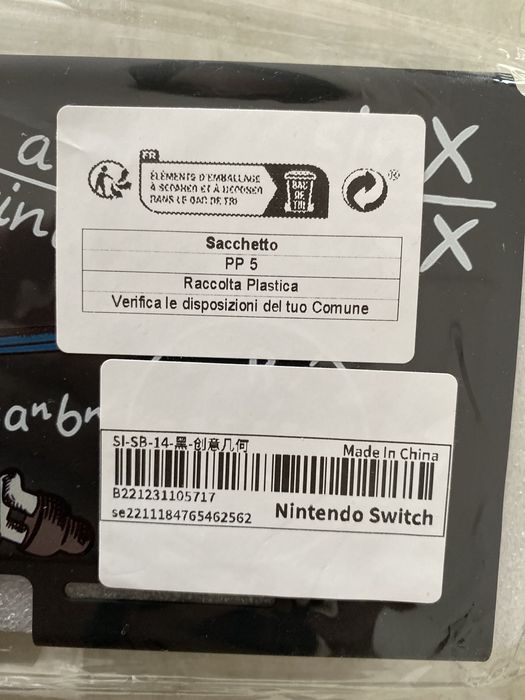 a
X
X
in
FR
ÉLÉMENTS D'EMBALLAGE
À SÉPARER ET À DÉPOSER
DANS LE BAC DE TRI
BAC
DE
TRI
®
Sacchetto
PP 5
Raccolta Plastica
Verifica le disposizioni del tuo Comune
aⁿbⁿ
SI-SB-14-黑-创意几何
Made In China
B221231105717
se2211184765462562
Nintendo Switch